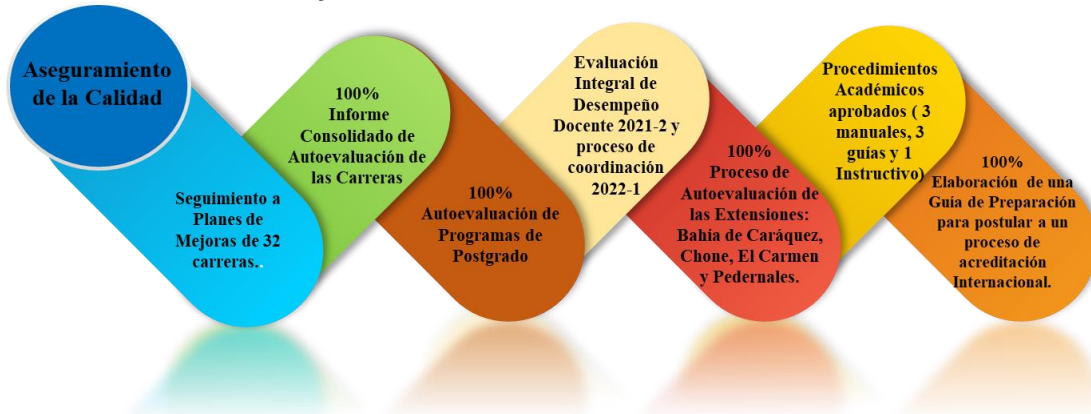 Aseguramiento
de la Calidad
Seguimiento a
Planes de
Mejoras de 32
carreras..
100%
Informe
Consolidado de
Autoevaluación de
las Carreras
100%
Autoevaluación de
Programas de
Postgrado
Evaluación
Integral de
Desempeño
Docente 2021-2 y
proceso de
coordinación
2022-1
100%
Proceso de
Autoevaluación de
las Extensiones:
Bahía de Caráquez,
Chone, El Carmen
y Pedernales.
Procedimientos
Académicos
aprobados ( 3
manuales, 3
guías y 1
Instructivo)
100%
Elaboración de una
Guía de Preparación
para postular a un
proceso de
acreditación
Internacional.